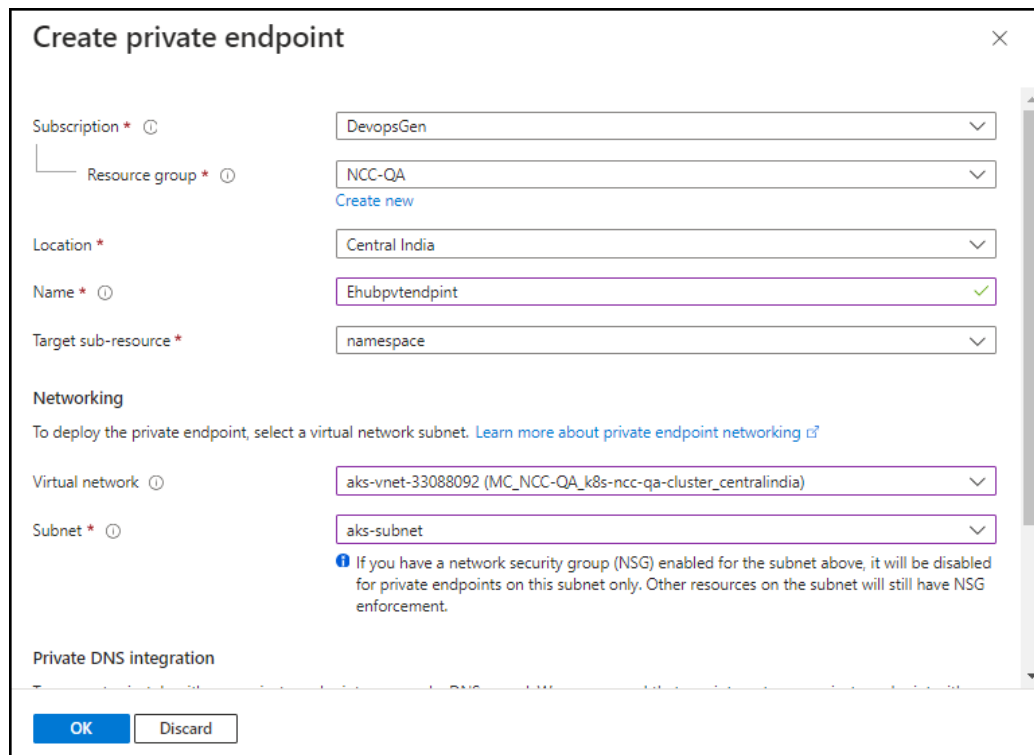 Create private endpoint
Subscription *
DevopsGen
Resource group *
NCC-QA
Create new
Location *
Central India
Name *
Ehubpvtendpint
Target sub-resource *
namespace
Networking
To deploy the private endpoint, select a virtual network subnet. Learn more about private endpoint networking
Virtual network
aks-vnet-33088092 (MC_NCC-QA_k8s-ncc-qa-cluster_centralindia)
Subnet *
aks-subnet
If you have a network security group (NSG) enabled for the subnet above, it will be disabled
for private endpoints on this subnet only. Other resources on the subnet will still have NSG
enforcement.
Private DNS integration
OK
Discard